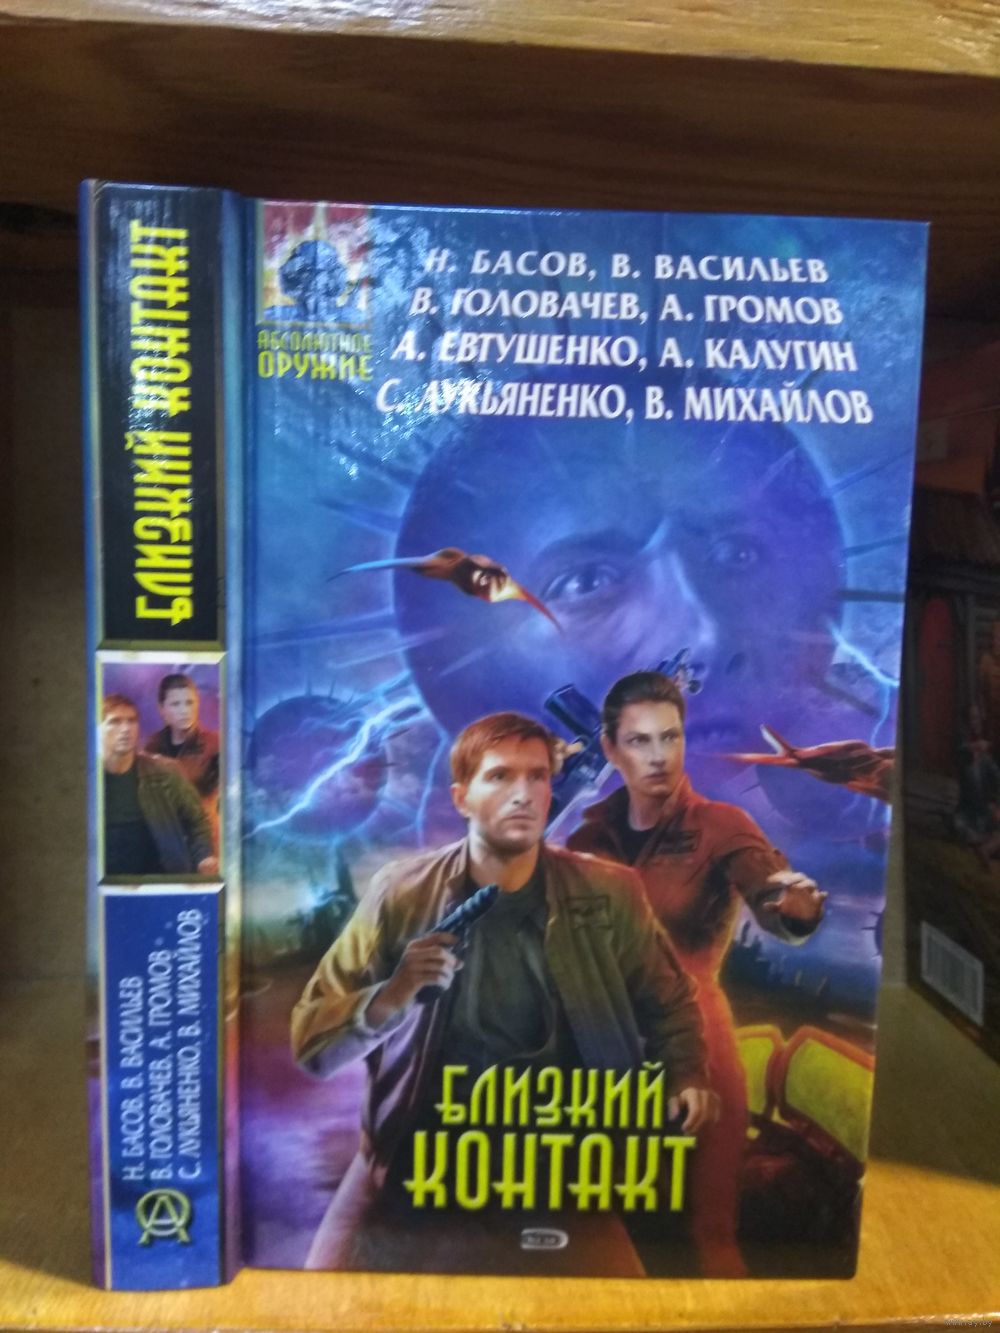 БЛИЗКИЙ КОНТАКТ
Н. БАСОВ. В. ВАСИЛЬЕВ
В. ГОЛОВАЧЕВ. А. ГРОМОВ
С. ЛУКЬЯНЕНКО. В. МИХАЙЛОВ
АБСОЛЮТНОЕ
ОРУЖИЕ
Н. БАСОВ, В. ВАСИЛЬЕВ
В. ГОЛОВАЧЕВ, А. ГРОМОВ
А. ЕВТУШЕНКО, А. КАЛУГИН
С. ЛУКЬЯНЕНКО, В. МИХАЙЛОВ
БЛИЗКИЙ
КОНТАКТ